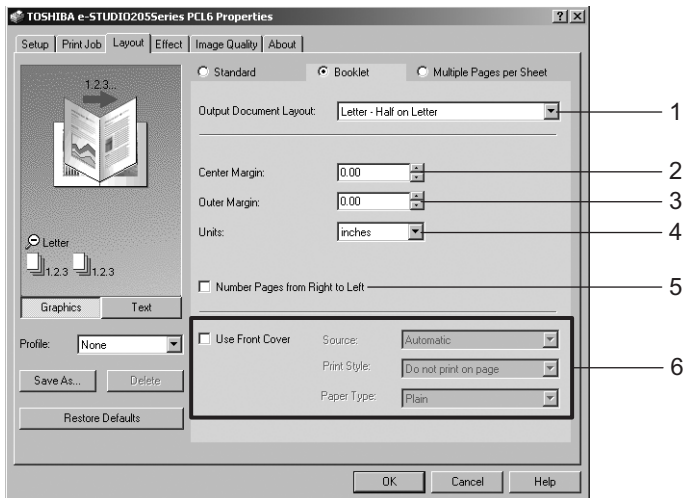 TOSHIBA e-STUDIO205Series PCL6 Properties
? X
Setup Print Job Layout Effect Image Quality About
1.2.3...
Letter
1.2.3 1.2.3
Graphics Text
Profile: None
Save As... Delete
Restore Defaults
Standard Booklet Multiple Pages per Sheet
Output Document Layout: Letter - Half on Letter 1
Center Margin: 0.00 2
Outer Margin: 0.00 3
Units: inches 4
Number Pages from Right to Left 5
Use Front Cover Source: Automatic
Print Style: Do not print on page 6
Paper Type: Plain
OK Cancel Help